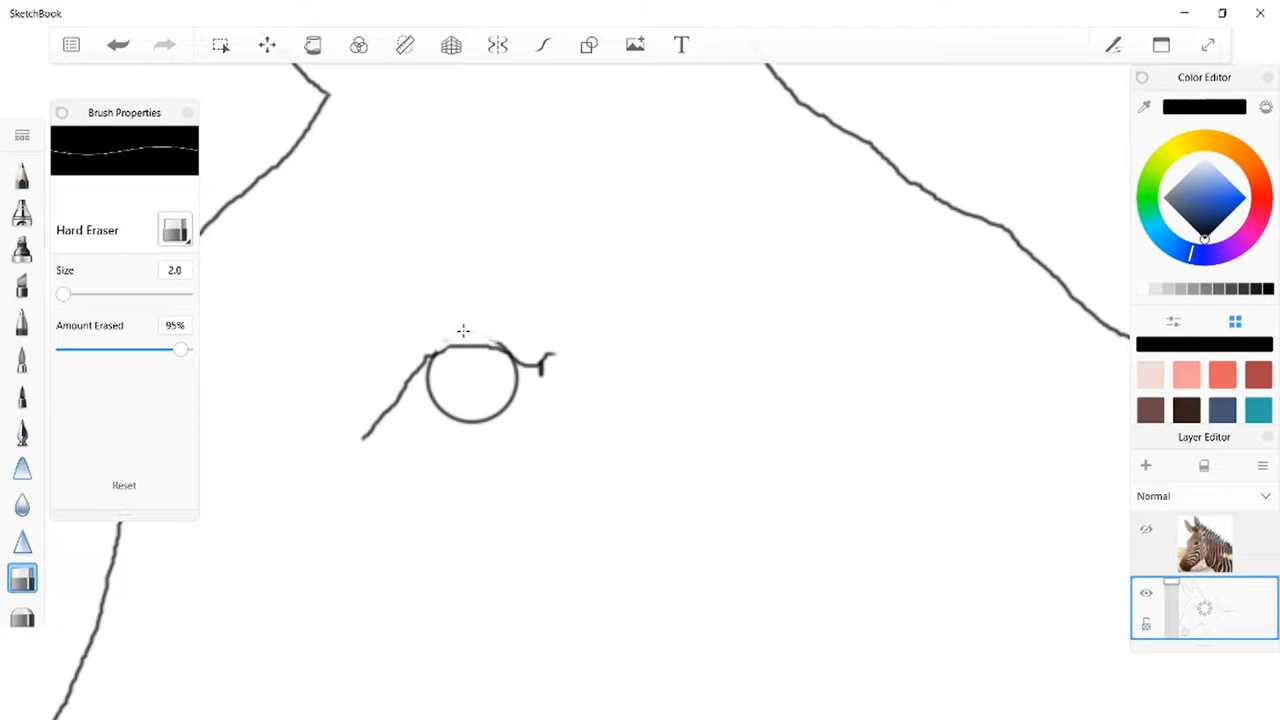 SketchBook
T
Brush Properties
Color Editor
Hard Eraser
Size 2.0
Amount Erased 95%
Reset
Layer Editor
Normal